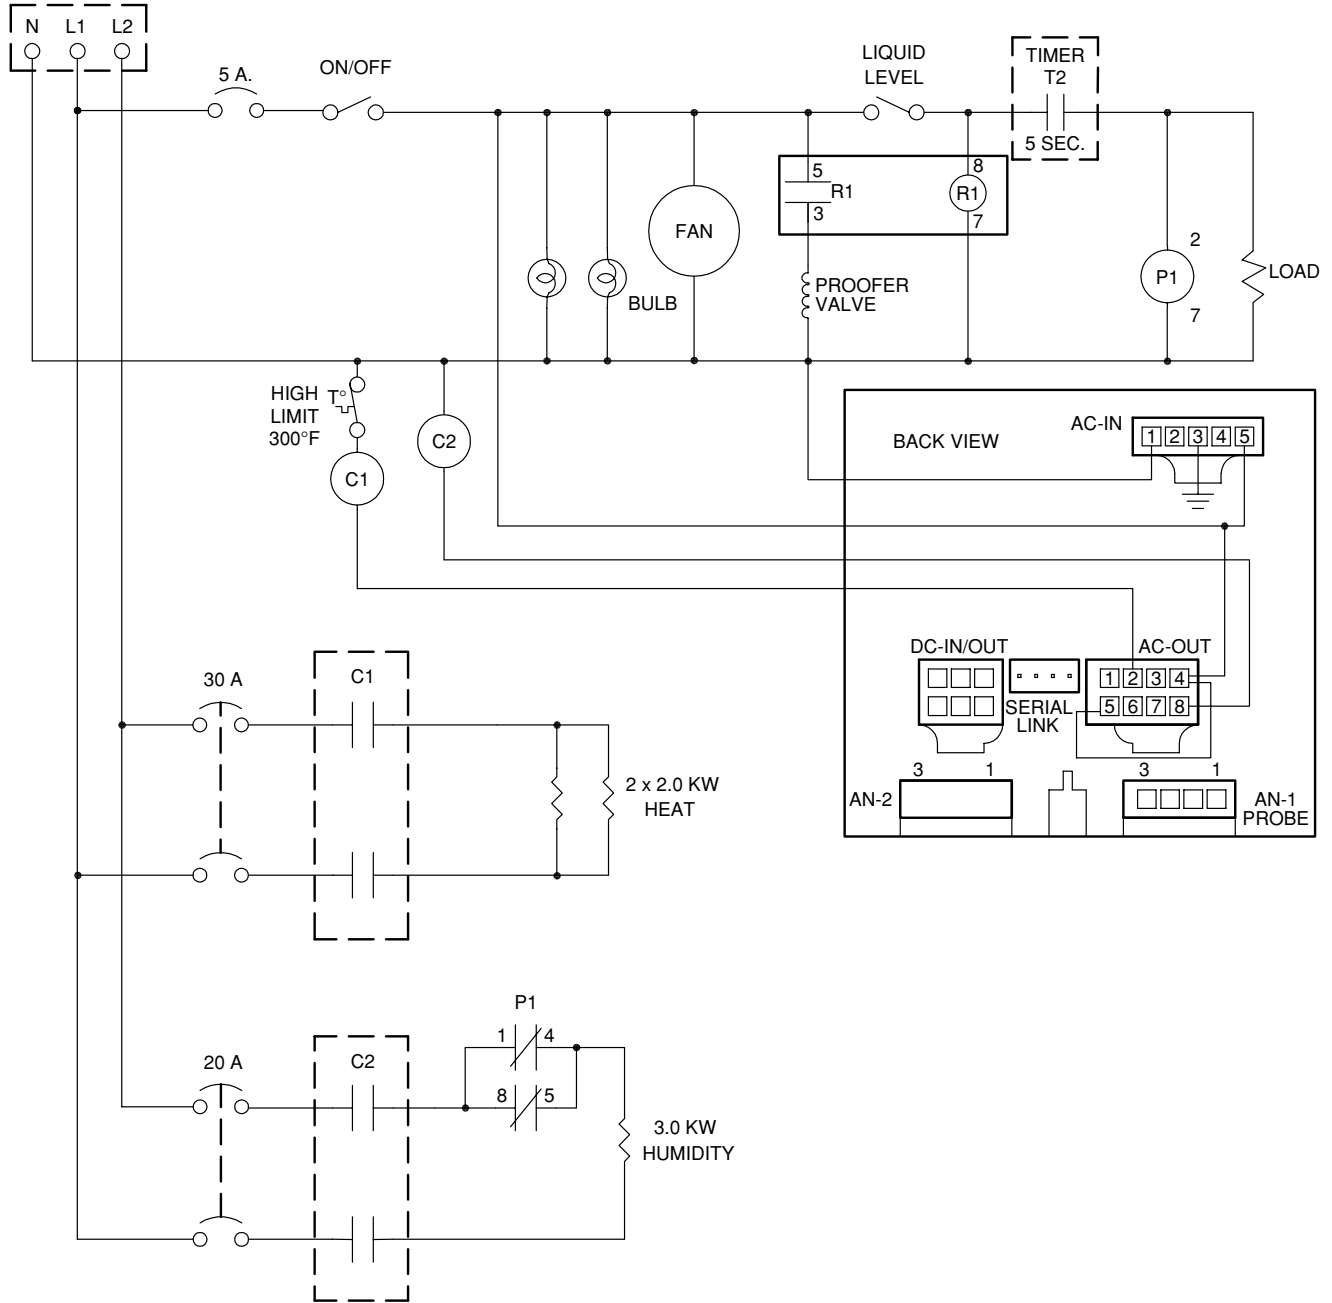 N L1 L2
5 A.
ON/OFF
LIQUID
LEVEL
TIMER
T2
5 SEC.
5
R1
3
8
R1
7
FAN
BULB
PROOFER
VALVE
2
P1
7
LOAD
HIGH
LIMIT
300°F
T°
C1
C2
BACK VIEW
AC-IN
1 2 3 4 5
DC-IN/OUT
SERIAL
LINK
AC-OUT
1 2 3 4
5 6 7 8
3 1
AN-2
3 1
AN-1
PROBE
30 A
C1
2 x 2.0 KW
HEAT
20 A
C2
P1
1 4
8 5
3.0 KW
HUMIDITY